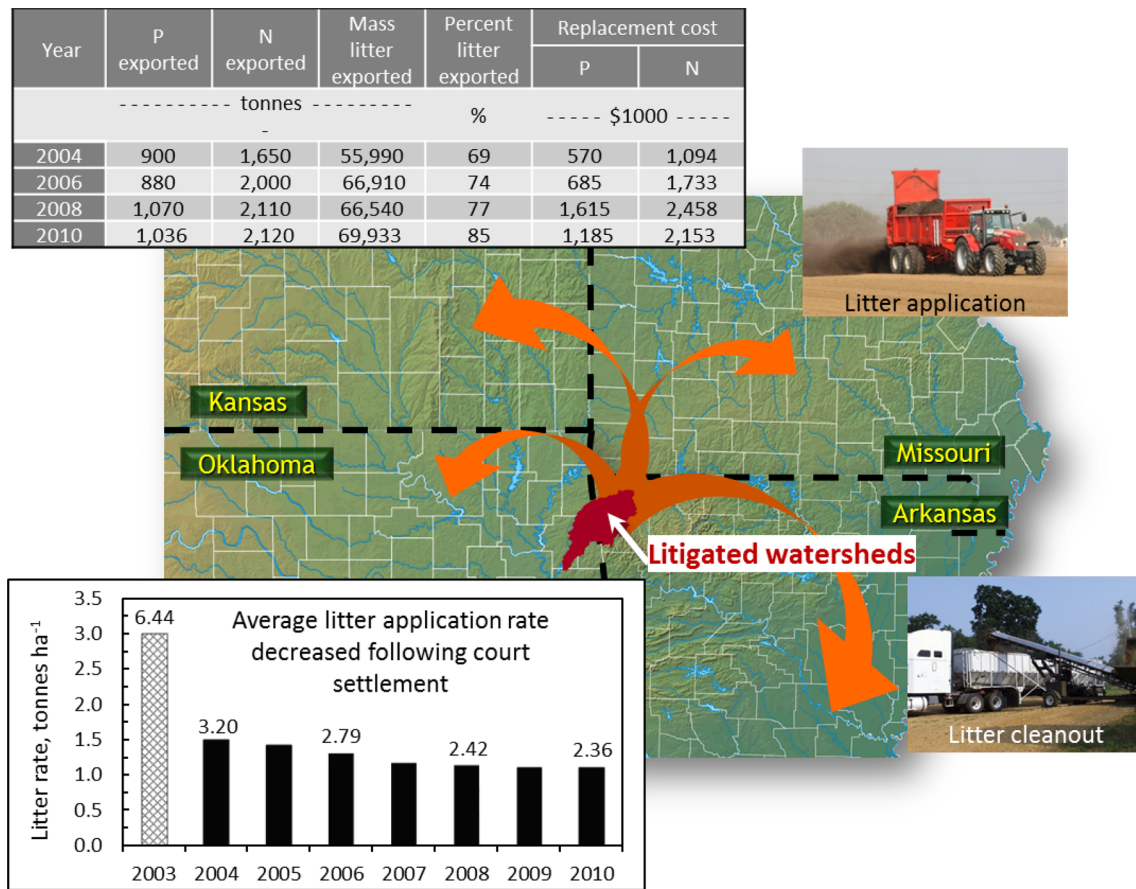 Year P exported N exported Mass litter exported Percent litter exported Replacement cost
P N
- - - - - - - - - - tonnes - - - - - - - - - - % - - - - - $1000 - - - - -
2004 900 1,650 55,990 69 570 1,094
2006 880 2,000 66,910 74 685 1,733
2008 1,070 2,110 66,540 77 1,615 2,458
2010 1,036 2,120 69,933 85 1,185 2,153
Litter application
Kansas
Oklahoma
Missouri
Arkansas
Litigated watersheds
Litter cleanout
Average litter application rate
decreased following court
settlement
Litter rate, tonnes ha-1
3.5
3.0
2.5
2.0
1.5
1.0
0.5
0.0
6.44
3.20
2.79
2.42
2.36
2003 2004 2005 2006 2007 2008 2009 2010